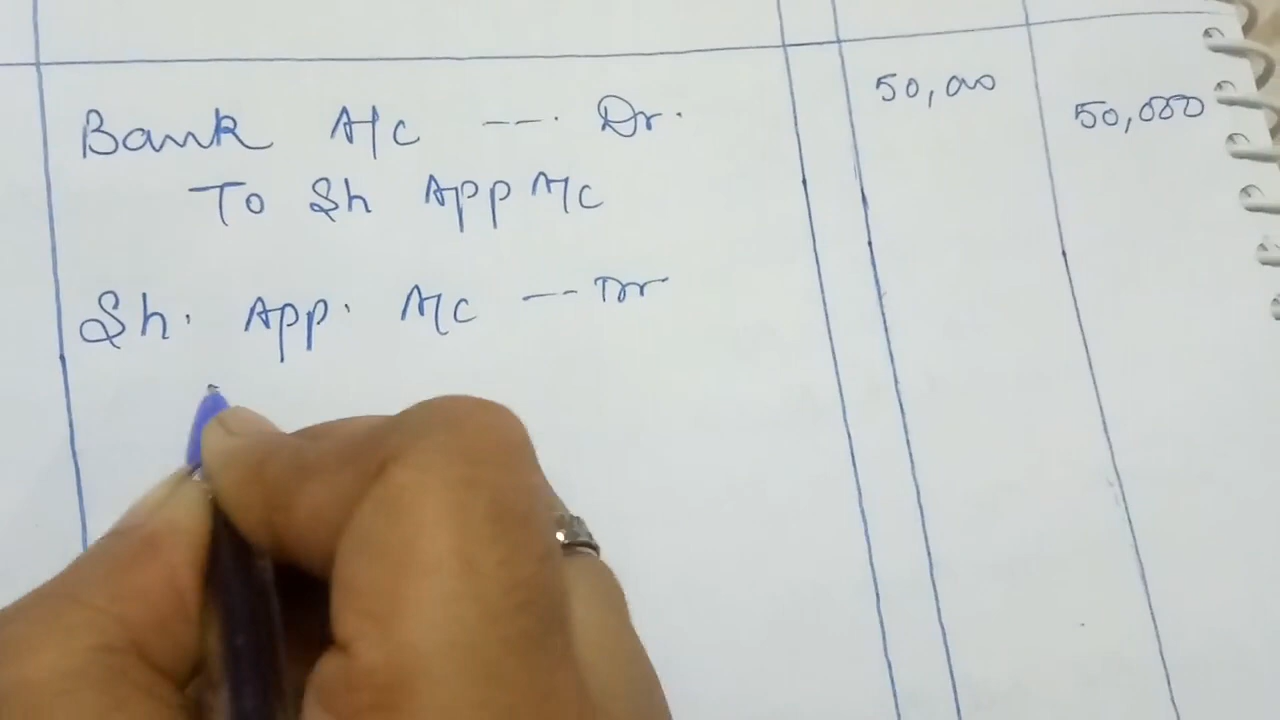 Bank A/c ---. Dr. 50,000
50,000
To Sh App A/c
Sh. App. A/c --- Dr